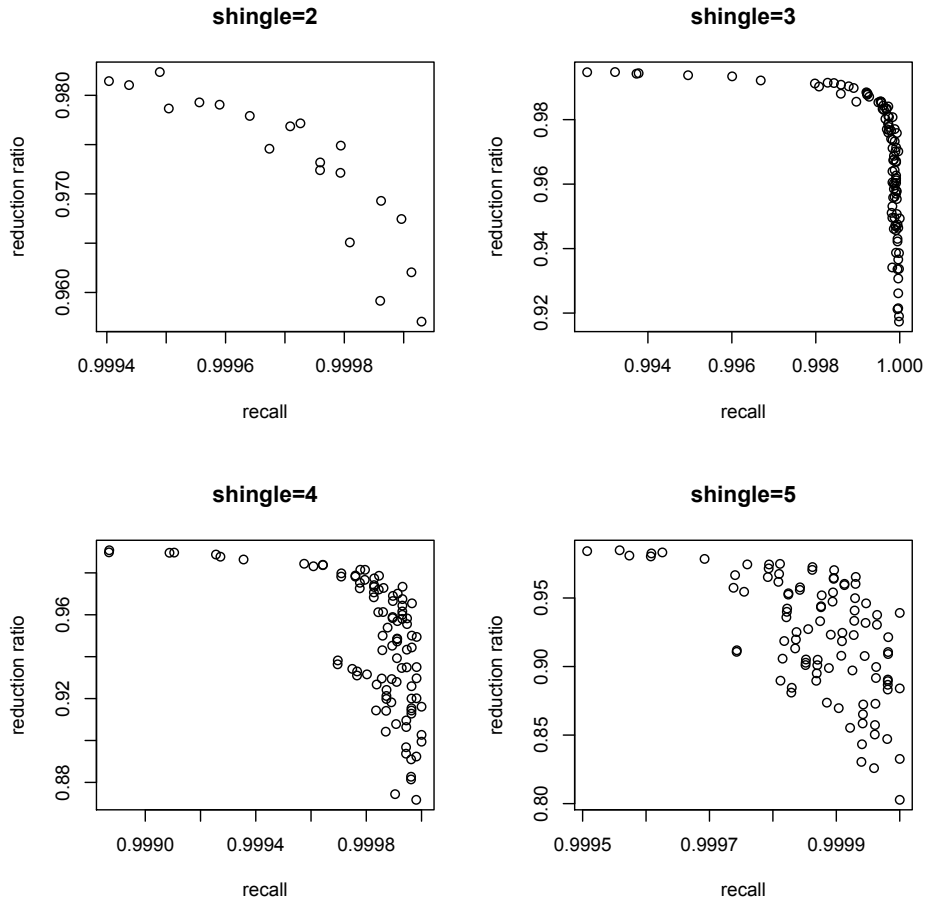 shingle=2
reduction ratio
0.960 0.970 0.980
0.9994 0.9996 0.9998
recall
shingle=3
reduction ratio
0.92 0.94 0.96 0.98
0.994 0.996 0.998 1.000
recall
shingle=4
reduction ratio
0.88 0.92 0.96
0.9990 0.9994 0.9998
recall
shingle=5
reduction ratio
0.80 0.85 0.90 0.95
0.9995 0.9997 0.9999
recall